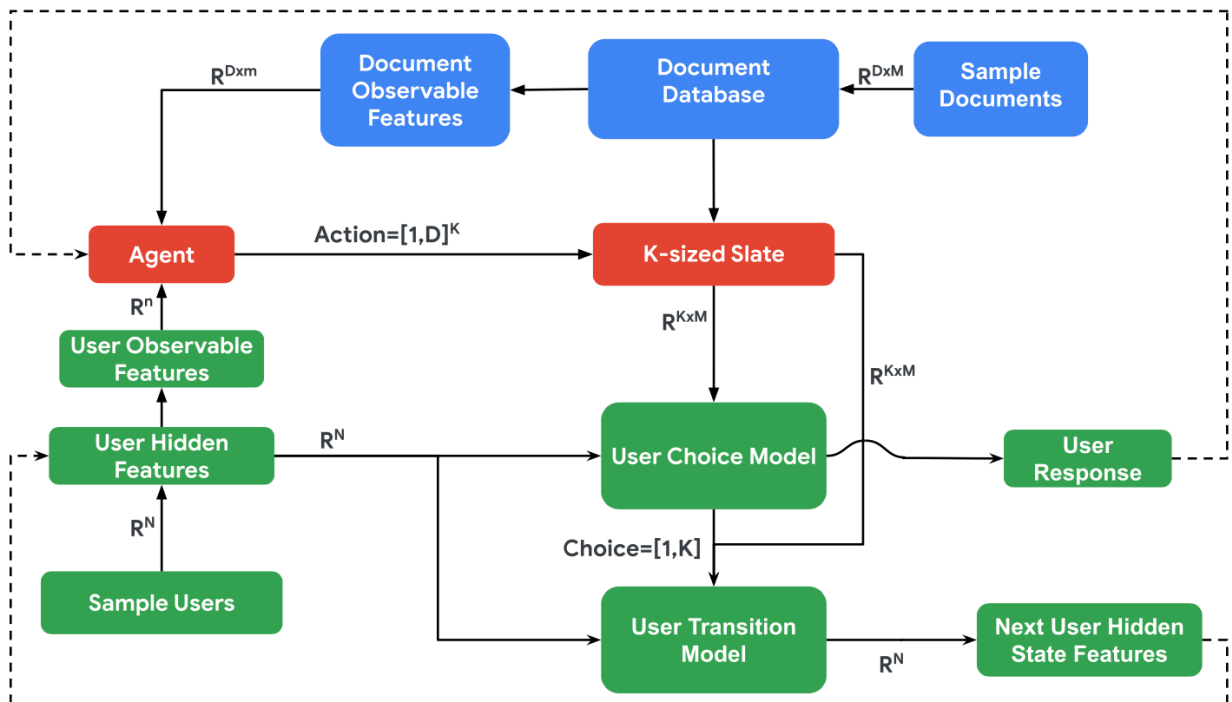 R^Dxm
Document
Observable
Features
Document
Database
R^DxM
Sample
Documents
Agent
Action=[1,D]^K
K-sized Slate
R^n
R^KxM
R^KxM
User Observable
Features
User Hidden
Features
R^N
User Choice Model
User
Response
R^N
Choice=[1,K]
Sample Users
User Transition
Model
R^N
Next User Hidden
State Features